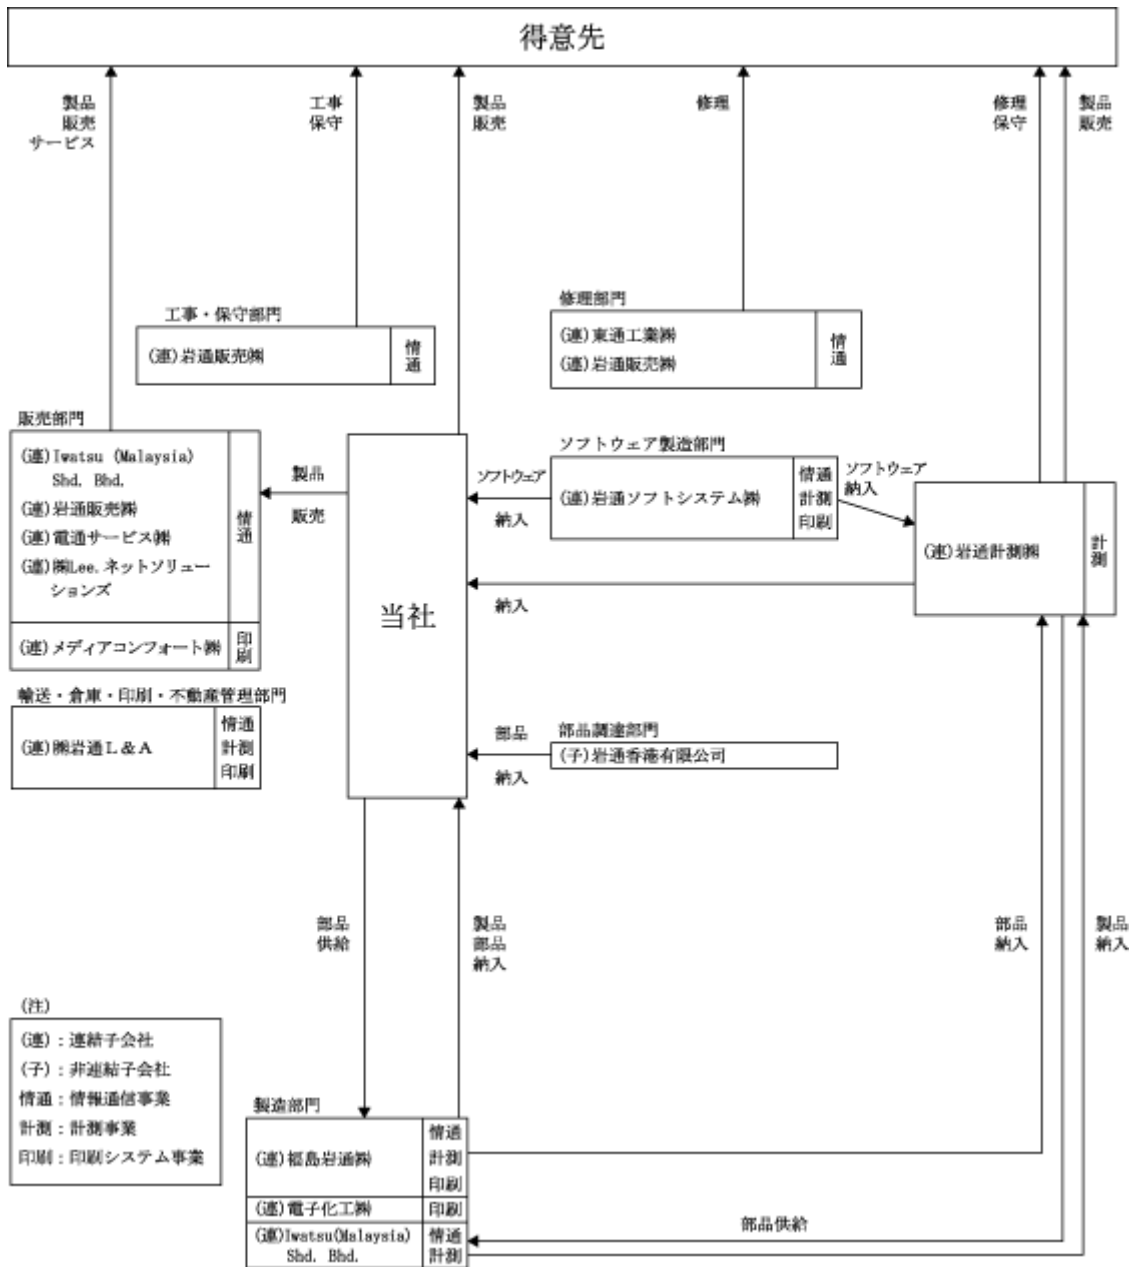 得意先
製品
販売
サービス
工事
保守
製品
販売
修理
修理
保守
製品
販売
工事・保守部門
(連)岩通販売㈱
情通
修理部門
(連)東通工業㈱
(連)岩通販売㈱
情通
販売部門
(連)Iwatsu (Malaysia)
Shd. Bhd.
(連)岩通販売㈱
(連)電通サービス㈱
(連)㈱Lee.ネットソリュー
ションズ
情通
(連)メディアコンフォート㈱
印刷
製品
販売
当社
ソフトウェア製造部門
(連)岩通ソフトシステム㈱
情通
計測
印刷
ソフトウェア
納入
ソフトウェア
納入
(連)岩通計測㈱
計測
納入
輸送・倉庫・印刷・不動産管理部門
(連)㈱岩通L&A
情通
計測
印刷
部品調達部門
(子)岩通香港有限公司
部品
納入
部品
供給
製品
部品
納入
部品
納入
製品
納入
(注)
(連)：連結子会社
(子)：非連結子会社
情通：情報通信事業
計測：計測事業
印刷：印刷システム事業
製造部門
(連)福島岩通㈱
情通
計測
印刷
(連)電子化工㈱
印刷
(連)Iwatsu(Malaysia)
Shd. Bhd.
情通
計測
部品供給